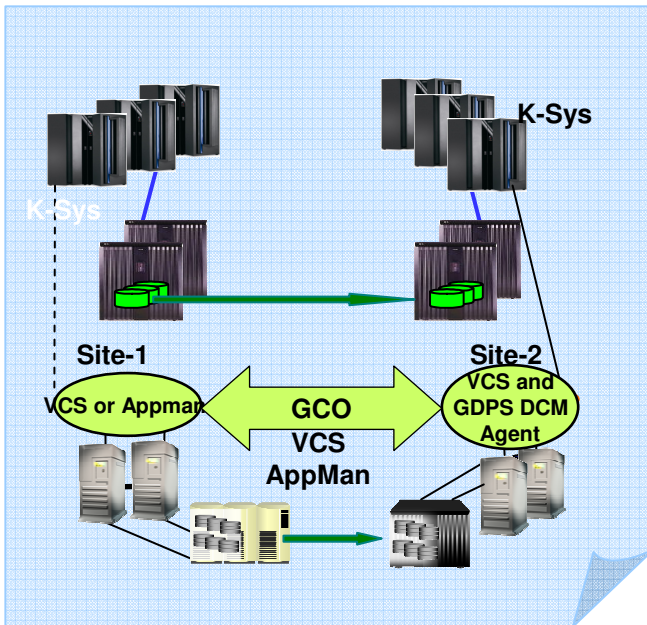 K-Sys
K-Sys
Site-1
Site-2
VCS or Appman
GCO
VCS
AppMan
VCS and
GDPS DCM
Agent